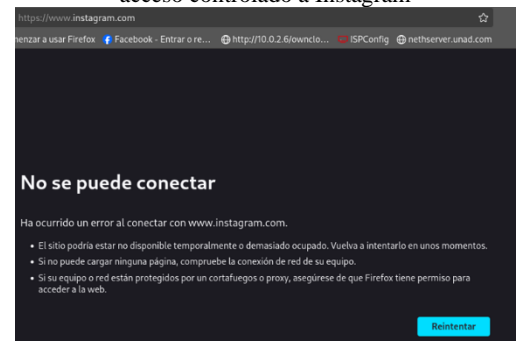 acceso controlado a Instagram
https://www.instagram.com
menzar a usar Firefox Facebook - Entrar o re... http://10.0.2.6/ownclo... ISPConfig nethserver.unad.com
No se puede conectar
Ha ocurrido un error al conectar con www.instagram.com.
• El sitio podría estar no disponible temporalmente o demasiado ocupado. Vuelva a intentarlo en unos momentos.
• Si no puede cargar ninguna página, compruebe la conexión de red de su equipo.
• Si su equipo o red están protegidos por un cortafuegos o proxy, asegúrese de que Firefox tiene permiso para
acceder a la web.
Reintentar